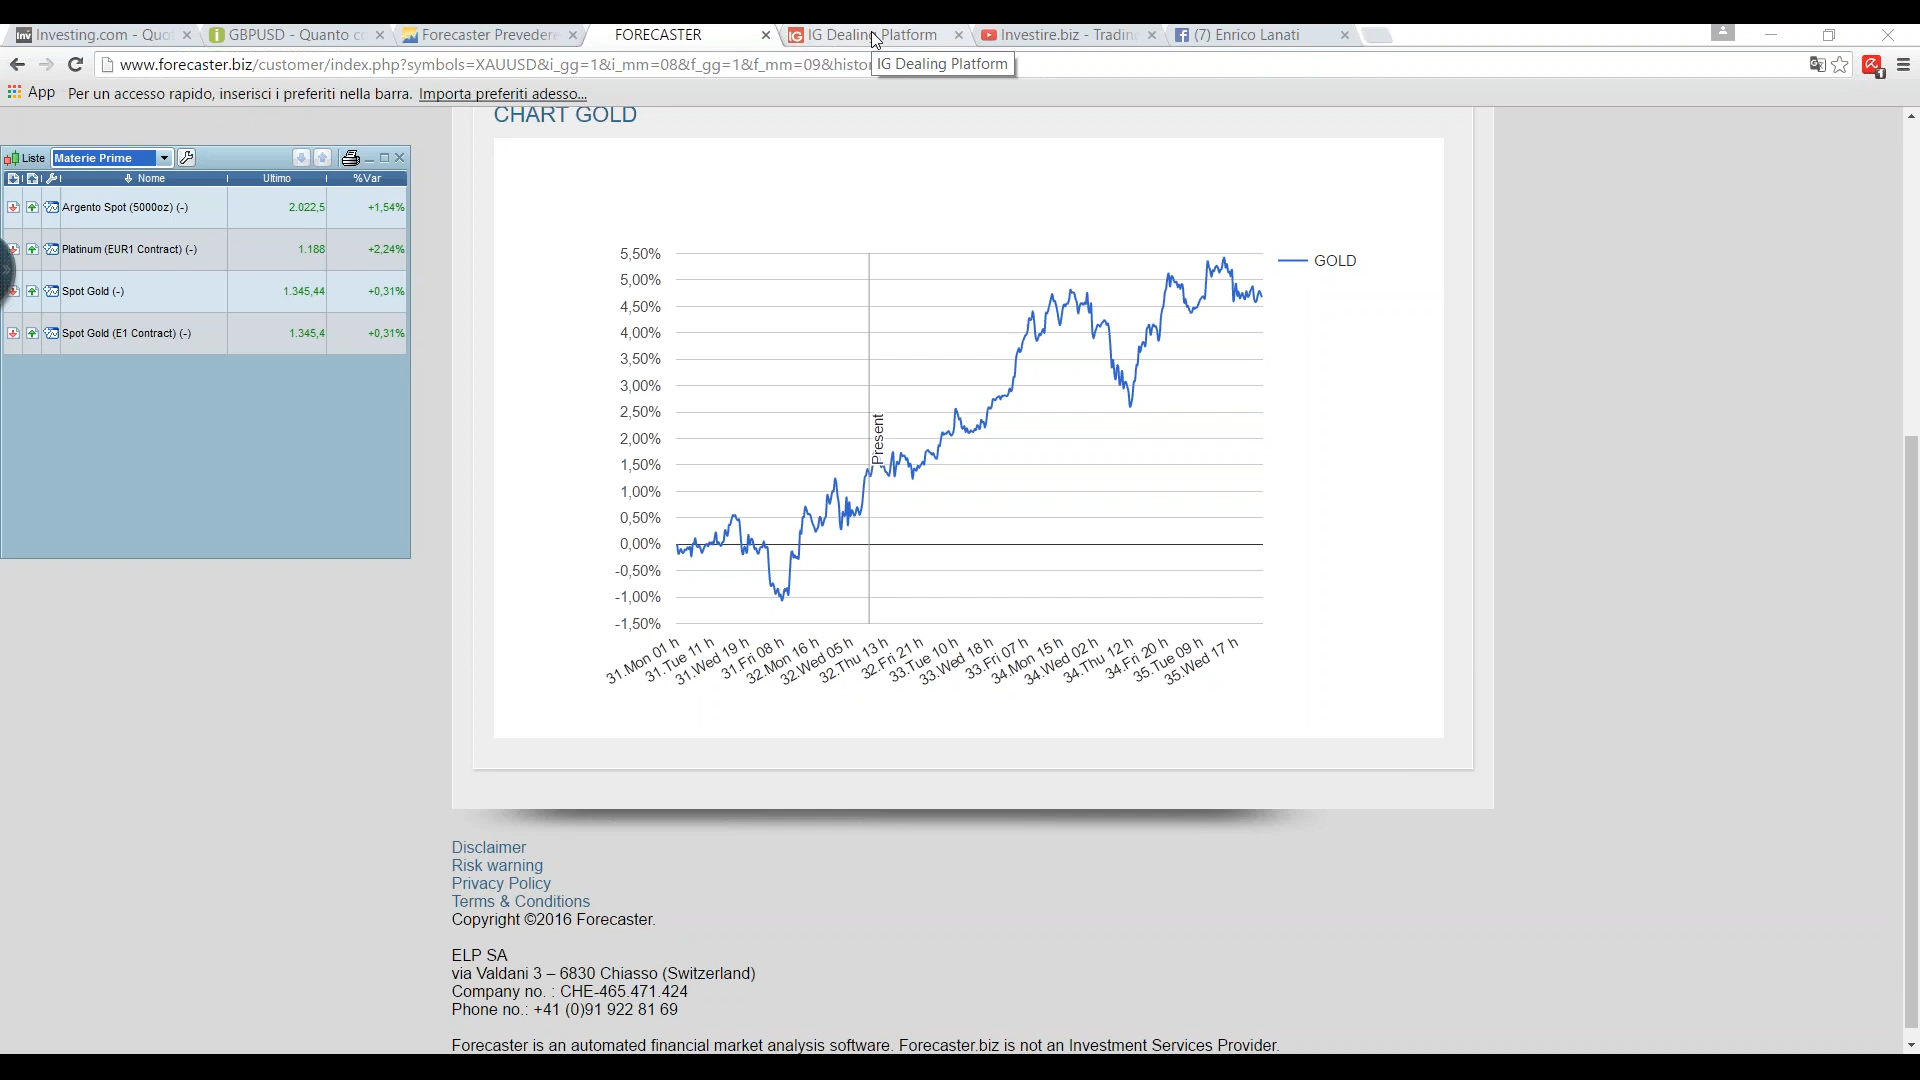 Investing.com - Quo
GBPUSD - Quanto c
Forecaster Prevedere
FORECASTER
IG Dealing Platform
Investire.biz - Tradin
(7) Enrico Lanati
www.forecaster.biz/customer/index.php?symbols=XAUUSD&i_gg=1&i_mm=08&f_gg=1&f_mm=09&histo
IG Dealing Platform
App
Per un accesso rapido, inserisci i preferiti nella barra.
Importa preferiti adesso...
CHART GOLD
Liste
Materie Prime
Nome
Ultimo
%Var
Argento Spot (5000oz) (-)
2.022,5
+1,54%
Platinum (EUR1 Contract) (-)
1.188
+2,24%
Spot Gold (-)
1.345,44
+0,31%
Spot Gold (E1 Contract) (-)
1.345,4
+0,31%
5,50%
5,00%
4,50%
4,00%
3,50%
3,00%
2,50%
2,00%
1,50%
1,00%
0,50%
0,00%
-0,50%
-1,00%
-1,50%
Present
GOLD
31.Mon 01 h
31.Tue 11 h
31.Wed 19 h
31.Fri 08 h
32.Mon 16 h
32.Wed 05 h
32.Thu 13 h
32.Fri 21 h
33.Tue 10 h
33.Wed 18 h
33.Fri 07 h
34.Mon 15 h
34.Wed 02 h
34.Thu 12 h
34.Fri 20 h
35.Tue 09 h
35.Wed 17 h
Disclaimer
Risk warning
Privacy Policy
Terms & Conditions
Copyright ©2016 Forecaster.
ELP SA
via Valdani 3 – 6830 Chiasso (Switzerland)
Company no. : CHE-465.471.424
Phone no.: +41 (0)91 922 81 69
Forecaster is an automated financial market analysis software. Forecaster.biz is not an Investment Services Provider.